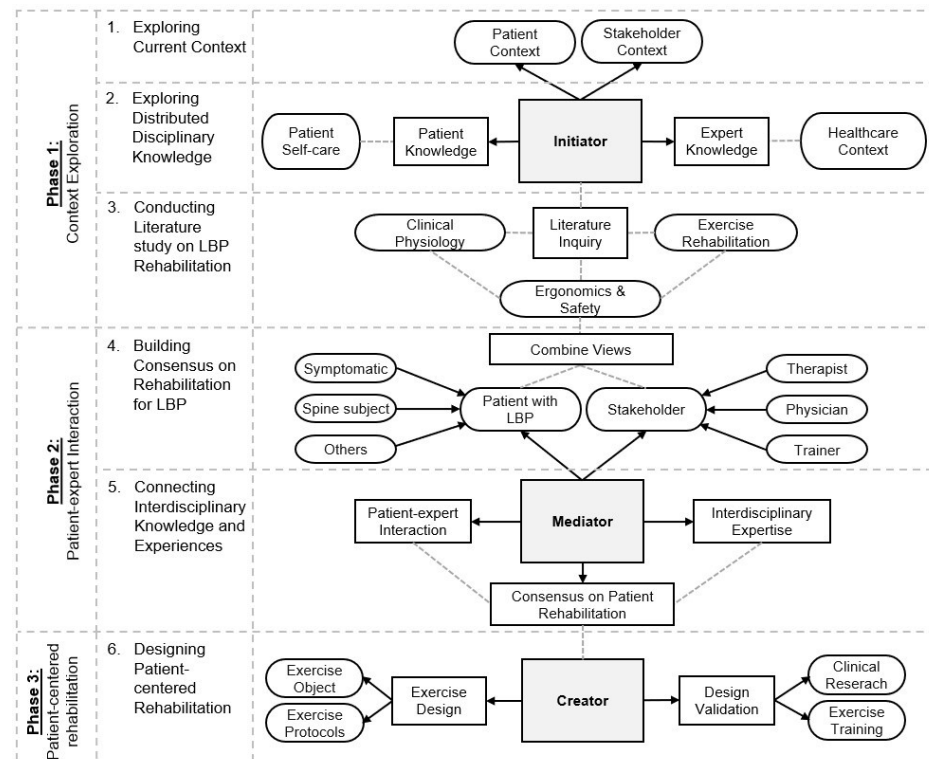 Phase 1:
Context Exploration
1. Exploring
Current Context
Patient
Context
Stakeholder
Context
2. Exploring
Distributed
Disciplinary
Knowledge
Patient
Self-care
Patient
Knowledge
Initiator
Expert
Knowledge
Healthcare
Context
3. Conducting
Literature
study on LBP
Rehabilitation
Clinical
Physiology
Literature
Inquiry
Exercise
Rehabilitation
Ergonomics &
Safety
Phase 2:
Patient-expert Interaction
4. Building
Consensus on
Rehabilitation
for LBP
Combine Views
Symptomatic
Spine subject
Others
Patient with
LBP
Stakeholder
Therapist
Physician
Trainer
5. Connecting
Interdisciplinary
Knowledge and
Experiences
Patient-expert
Interaction
Mediator
Interdisciplinary
Expertise
Consensus on Patient
Rehabilitation
Phase 3:
Patient-centered
rehabilitation
6. Designing
Patient-
centered
Rehabilitation
Exercise
Object
Exercise
Protocols
Exercise
Design
Creator
Design
Validation
Clinical
Reserach
Exercise
Training